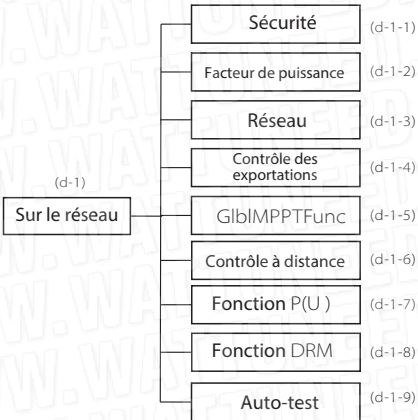 Sécurité (d-1-1)
Facteur de puissance (d-1-2)
Réseau (d-1-3)
Contrôle des
exportations (d-1-4)
(d-1)
Sur le réseau
GlblMPPTFunc (d-1-5)
Contrôle à distance (d-1-6)
Fonction P(U ) (d-1-7)
Fonction DRM (d-1-8)
Auto-test (d-1-9)